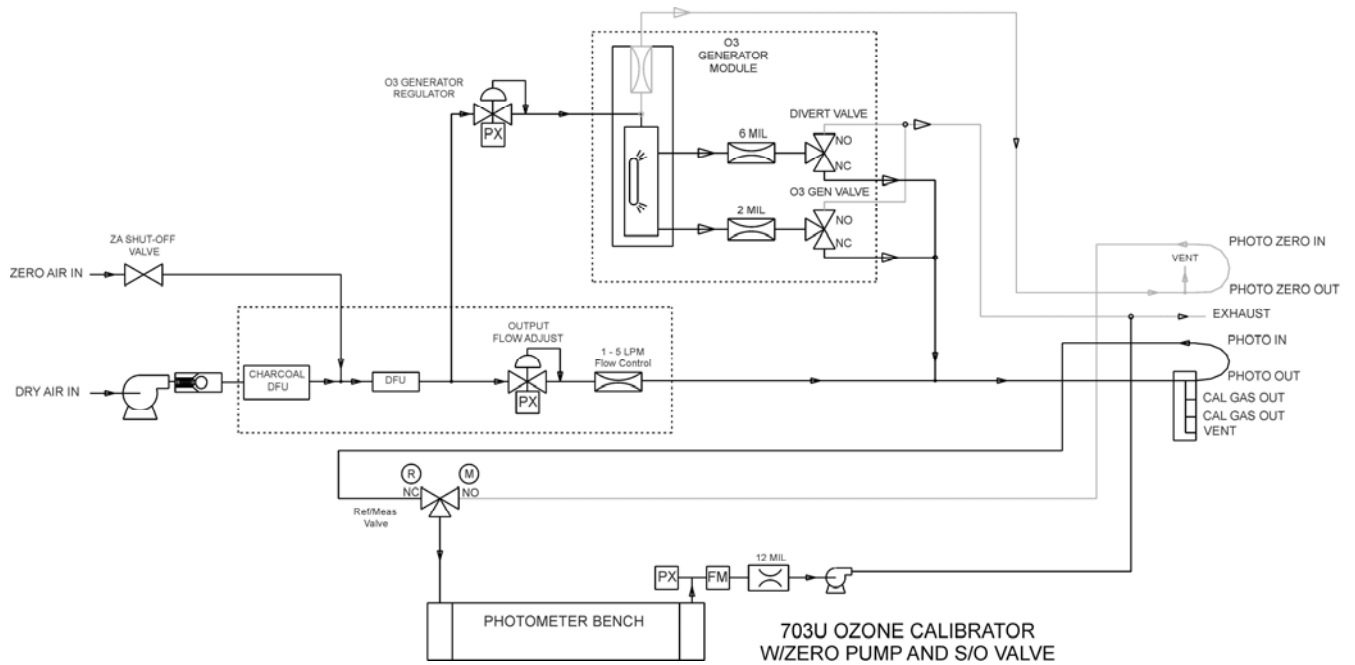 O3
GENERATOR
MODULE
O3 GENERATOR
REGULATOR
PX
DIVERT VALVE
6 MIL
NO
NC
O3 GEN VALVE
2 MIL
NO
NC
ZA SHUT-OFF
VALVE
ZERO AIR IN
PHOTO ZERO IN
VENT
PHOTO ZERO OUT
EXHAUST
OUTPUT
FLOW ADJUST
1 - 5 LPM
Flow Control
PHOTO IN
CHARCOAL
DFU
DFU
PX
DRY AIR IN
PHOTO OUT
CAL GAS OUT
CAL GAS OUT
VENT
R
M
NC
NO
Ref/Meas
Valve
12 MIL
PX
FM
PHOTOMETER BENCH
703U OZONE CALIBRATOR
W/ZERO PUMP AND S/O VALVE